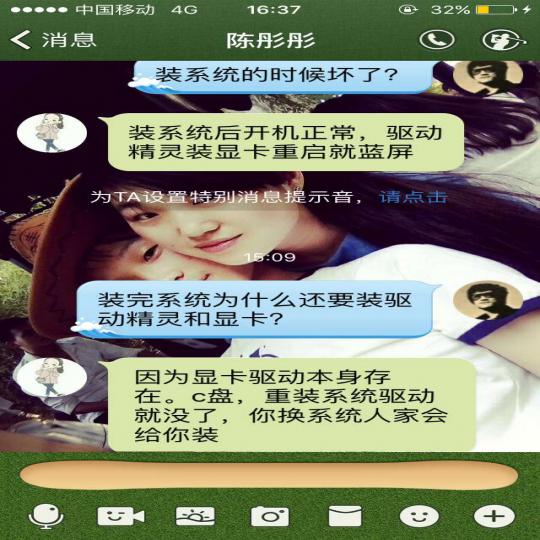 中国移动 4G 16:37 32%
消息 陈彤彤
装系统的时候坏了?
装系统后开机正常，驱动
精灵装显卡重启就蓝屏
为TA设置特别消息提示音，请点击
15:09
装完系统为什么还要装驱
动精灵和显卡?
因为显卡驱动本身存
在。c盘，重装系统驱动
就没了，你换系统人家会
给你装